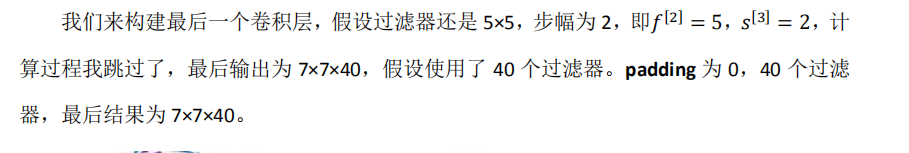 我们来构建最后一个卷积层，假设过滤器还是 5×5，步幅为 2，即f^[2] = 5，s^[3] = 2，计
算过程我跳过了，最后输出为 7×7×40，假设使用了 40 个过滤器。padding 为 0，40 个过滤
器，最后结果为 7×7×40。